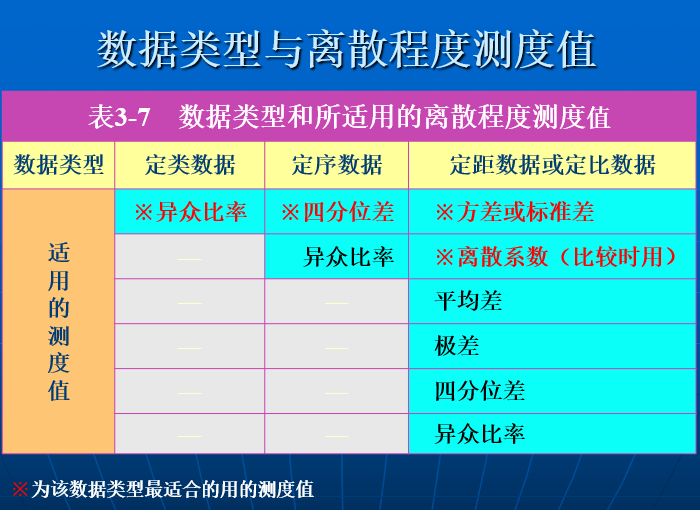 数据类型与离散程度测度值
表3-7 数据类型和所适用的离散程度测度值
数据类型 定类数据 定序数据 定距数据或定比数据
适用的测度值
※异众比率 ※四分位差 ※方差或标准差
— 异众比率 ※离散系数（比较时用）
— — 平均差
— — 极差
— — 四分位差
— — 异众比率
※为该数据类型最适合的用的测度值